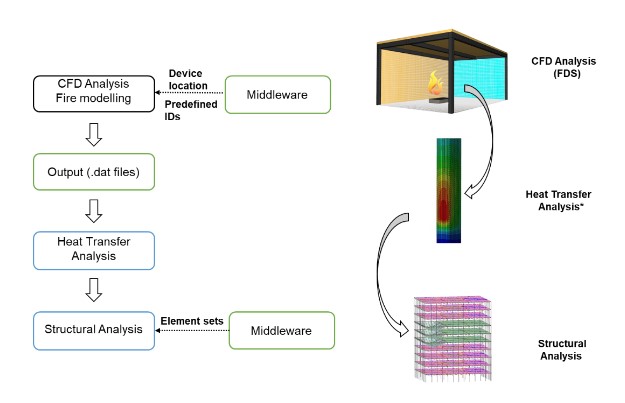 CFD Analysis
Fire modelling
Device
location
Predefined
IDs
Middleware
Output (.dat files)
Heat Transfer
Analysis
Structural Analysis
Element sets
Middleware
CFD Analysis
(FDS)
Heat Transfer
Analysis*
Structural
Analysis